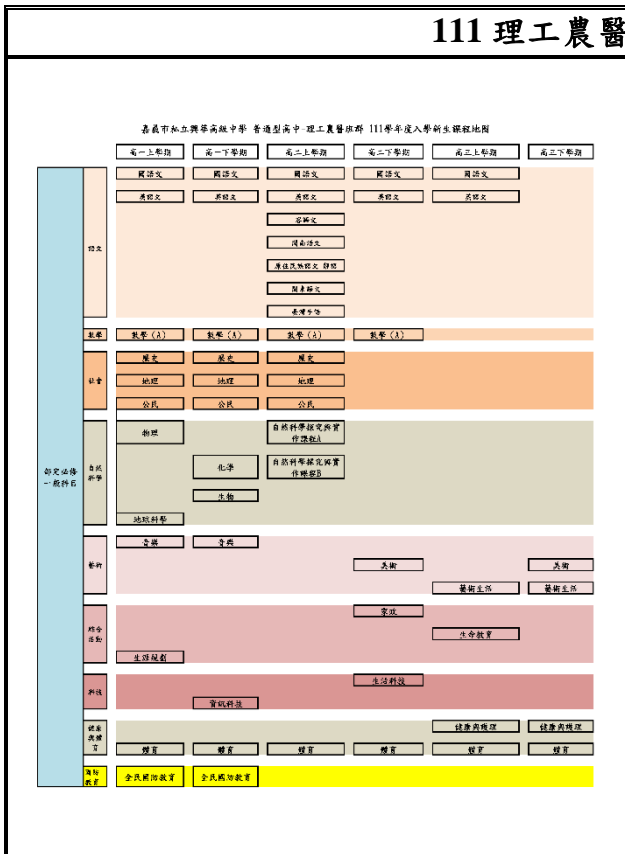 111 理工農醫
嘉義市私立興華高級中學 普通型高中-理工農醫班群 111學年度入學新生課程地圖
高一上學期 高一下學期 高二上學期 高二下學期 高三上學期 高三下學期
部定必修
一般科目
語文
國語文 國語文 國語文 國語文 國語文
英語文 英語文 英語文 英語文 英語文
客語文
閩南語文
原住民族語文
閩東語文
臺灣手語
數學 數學 (A) 數學 (A) 數學 (A) 數學 (A)
社會
歷史 歷史 歷史
地理 地理 地理
公民 公民 公民
自然
科學
物理 自然科學探究與實
作課程A
化學 自然科學探究與實
作課程B
生物
地球科學
藝術
音樂 音樂
美術 美術
藝術生活 藝術生活
綜合
活動
家政
生命教育
生涯規劃
科技
生活科技
資訊科技
健康
與體
育
健康與護理 健康與護理
體育 體育 體育 體育 體育 體育
國防
教育
全民國防教育 全民國防教育